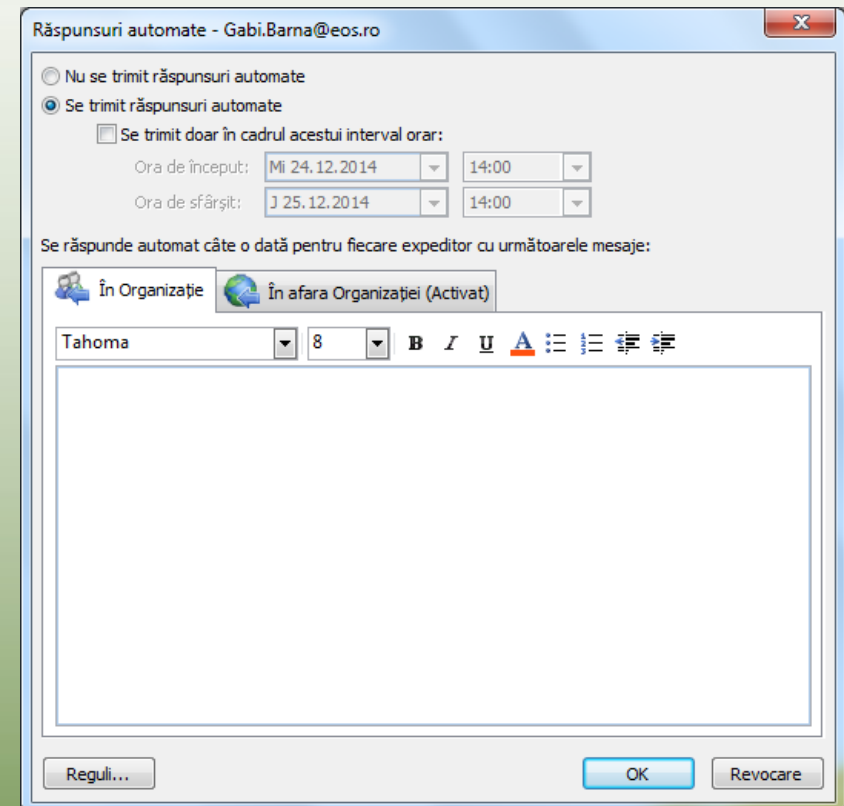 Răspunsuri automate - Gabi.Barna@eos.ro
Nu se trimit răspunsuri automate
Se trimit răspunsuri automate
Se trimit doar în cadrul acestui interval orar:
Ora de început: Mi 24.12.2014 14:00
Ora de sfârșit: J 25.12.2014 14:00
Se răspunde automat câte o dată pentru fiecare expeditor cu următoarele mesaje:
În Organizație În afara Organizației (Activat)
Tahoma 8 B I U A
Reguli... OK Revocare